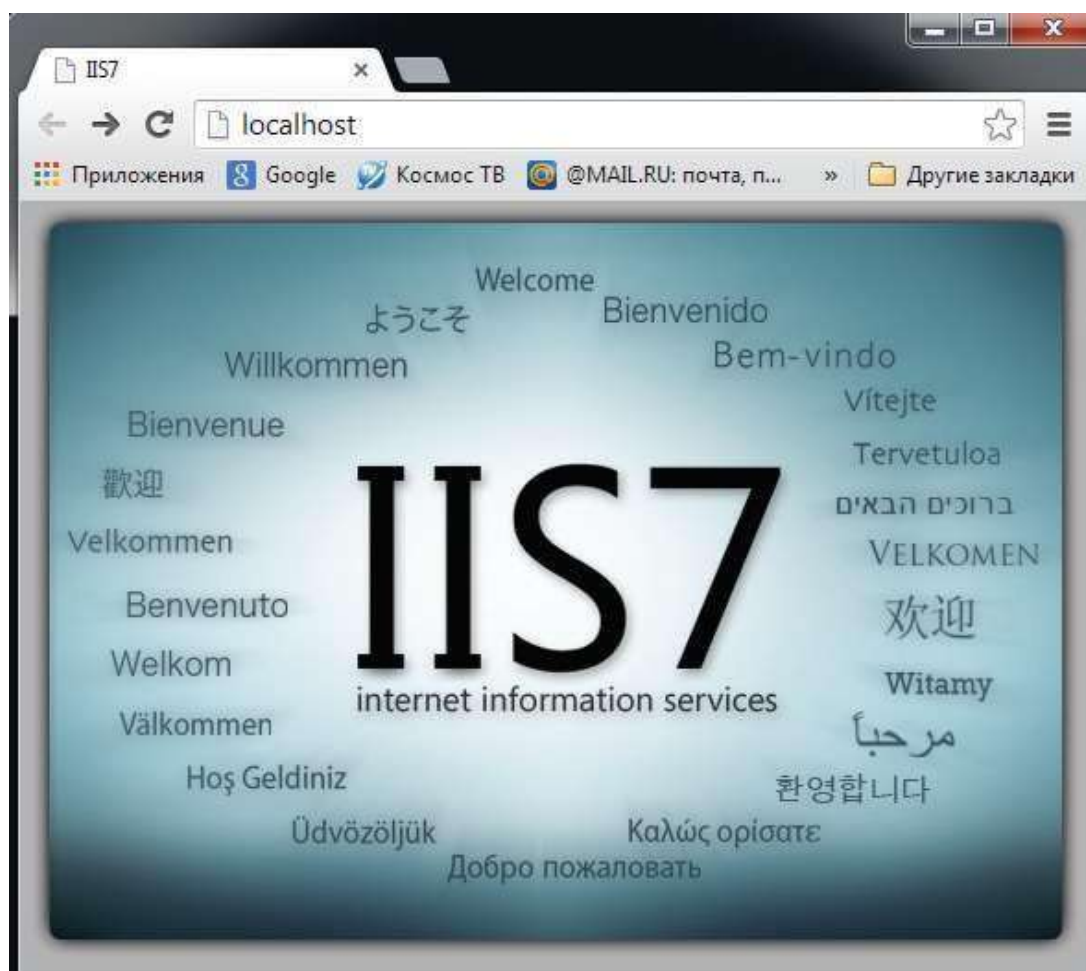 IIS7
localhost
Приложения Google Космос ТВ @MAIL.RU: почта, п... » Другие закладки
Welcome
ようこそ
Bienvenido
Willkommen
Bem-vindo
Vítejte
Bienvenue
Tervetuloa
歡迎
ברוכים הבאים
Velkommen
VELKOMEN
IIS7
internet information services
Benvenuto
欢迎
Welkom
Witamy
Välkommen
مرحباً
Hoş Geldiniz
환영합니다
Üdvözöljük
Καλώς ορίσατε
Добро пожаловать